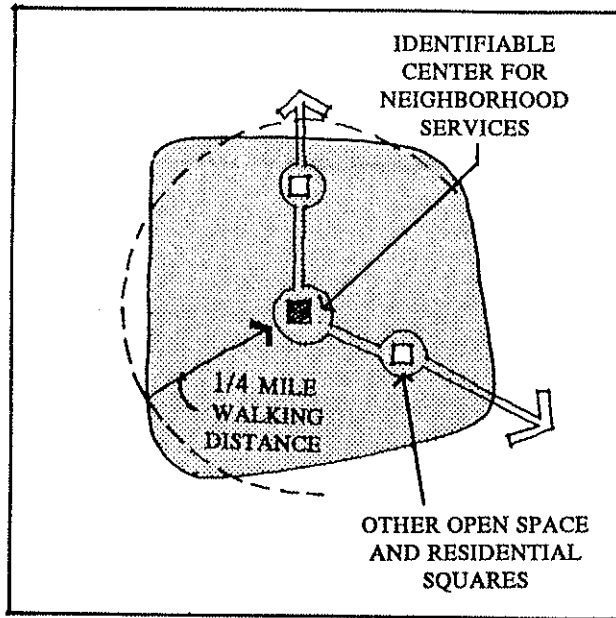 IDENTIFIABLE
CENTER FOR
NEIGHBORHOOD
SERVICES
1/4 MILE
WALKING
DISTANCE
OTHER OPEN SPACE
AND RESIDENTIAL
SQUARES